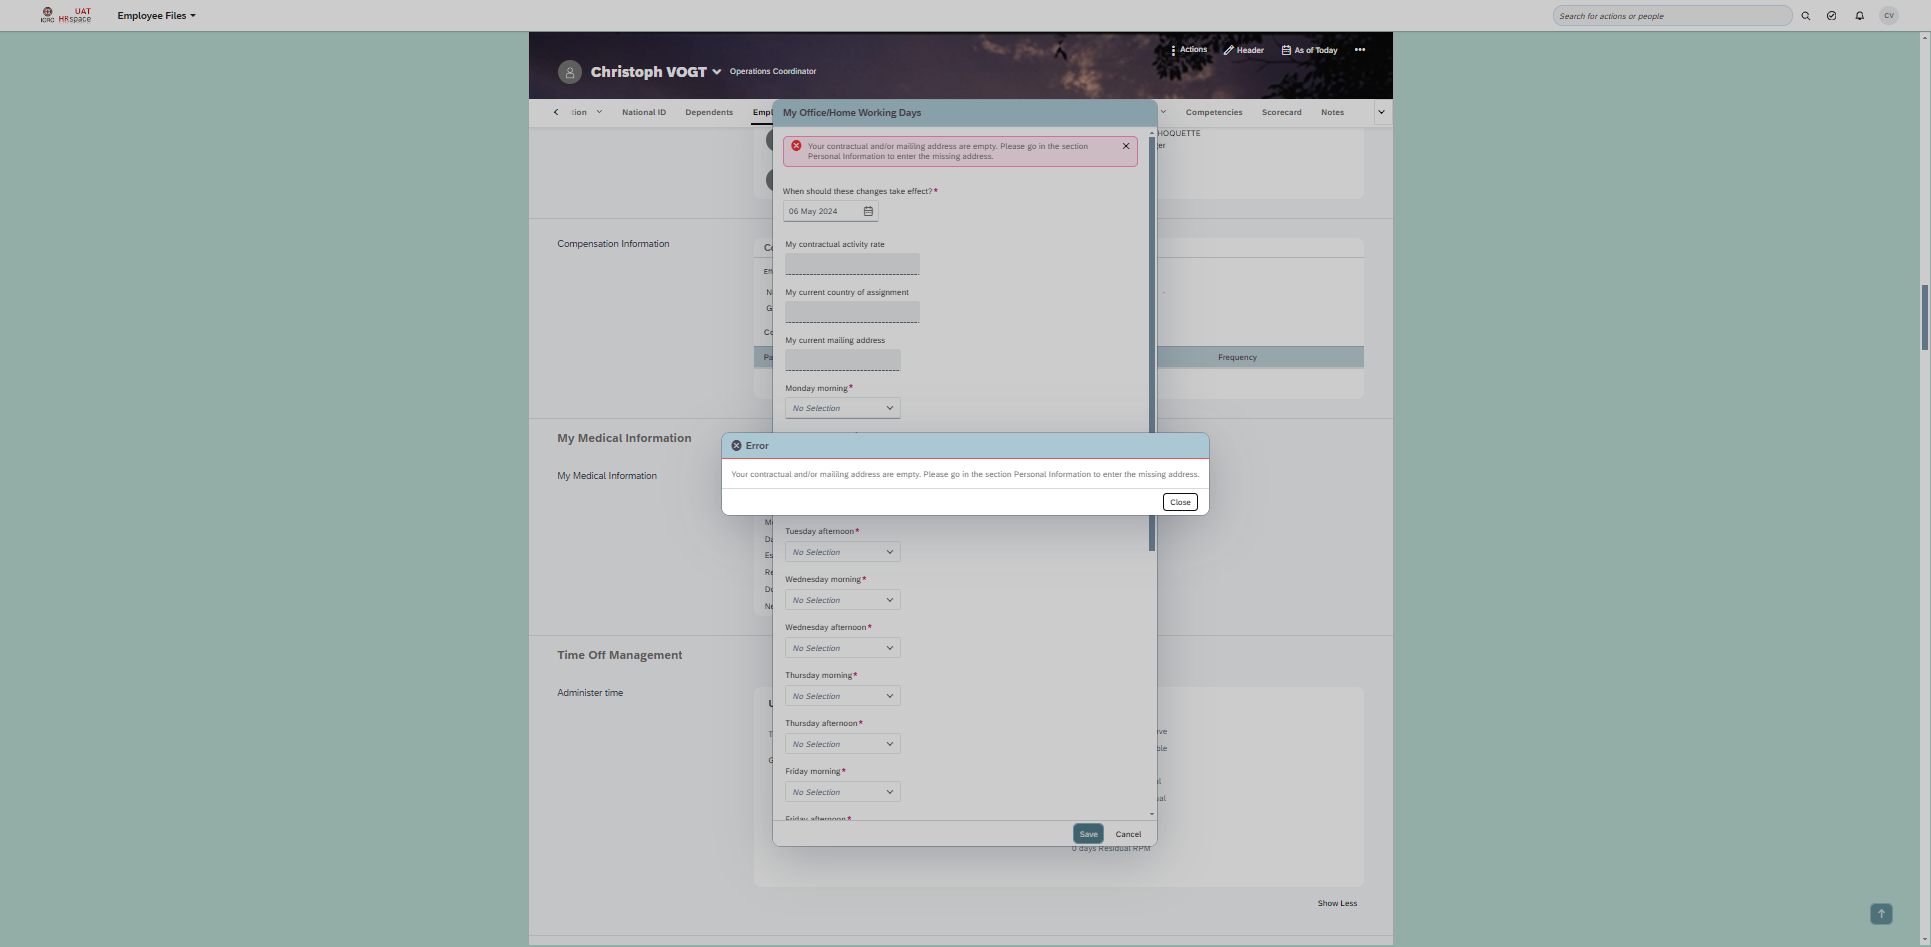 ICRC
UAT
HRspace
Employee Files
Search for actions or people
CV
Actions
Header
As of Today
Christoph VOGT
Operations Coordinator
National ID
Dependents
Competencies
Scorecard
Notes
My Office/Home Working Days
Your contractual and/or maililng address are empty. Please go in the section
Personal Information to enter the missing address.
HOQUETTE
When should these changes take effect?*
06 May 2024
Compensation Information
My contractual activity rate
My current country of assignment
My current mailing address
Frequency
Monday morning*
No Selection
My Medical Information
Error
Your contractual and/or maililng address are empty. Please go in the section Personal Information to enter the missing address.
My Medical Information
Close
Tuesday afternoon*
No Selection
Wednesday morning*
No Selection
Wednesday afternoon*
No Selection
Time Off Management
Thursday morning*
Administer time
No Selection
Thursday afternoon*
No Selection
Friday morning*
No Selection
Friday afternoon*
Save
Cancel
0 days Residual RPM
Show Less